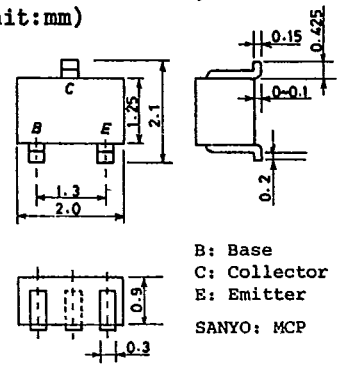 nit:mm)
0.15
0.425
C
1.25
2.1
0~0.1
B E
1.3
2.0
0.2
0.9
0.3
B: Base
C: Collector
E: Emitter
SANYO: MCP